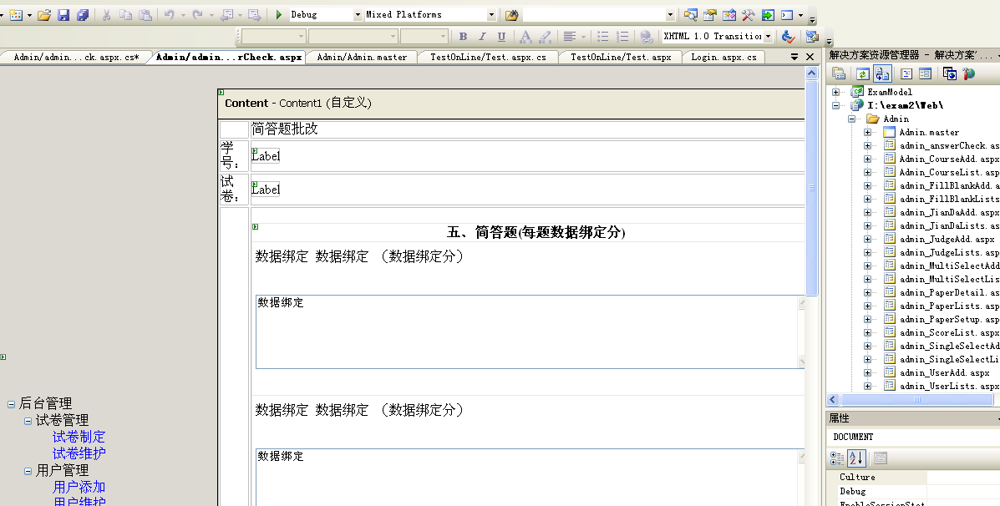 Debug Mixed Platforms
B I U A XHTML 1.0 Transition
Admin/admin...ck.aspx.cs* Admin/admin...rCheck.aspx Admin/Admin.master TestOnLine/Test.aspx.cs TestOnLine/Test.aspx Login.aspx.cs
Content - Content1 (自定义)
简答题批改
学号： Label
试卷： Label
五、简答题(每题数据绑定分)
数据绑定 数据绑定 （数据绑定分）
数据绑定
数据绑定 数据绑定 （数据绑定分）
数据绑定
后台管理
试卷管理
试卷制定
试卷维护
用户管理
用户添加
用户维护
解决方案资源管理器 - 解决方案'...
ExamModel
I:\exam2\Web\
Admin
Admin.master
admin_answerCheck.as
Admin_CourseAdd.aspx
Admin_CourseList.asp
admin_FillBlankAdd.a
admin_FillBlankLists
admin_JianDaAdd.aspx
admin_JianDaLists.as
admin_JudgeAdd.aspx
admin_JudgeLists.asp
admin_MultiSelectAdd
admin_MultiSelectLis
admin_PaperDetail.as
admin_PaperLists.asp
admin_PaperSetup.asp
admin_ScoreList.aspx
admin_SingleSelectAd
admin_SingleSelectLi
admin_UserAdd.aspx
admin_UserLists.aspx
属性
DOCUMENT
Culture
Debug
EnableSessionStat